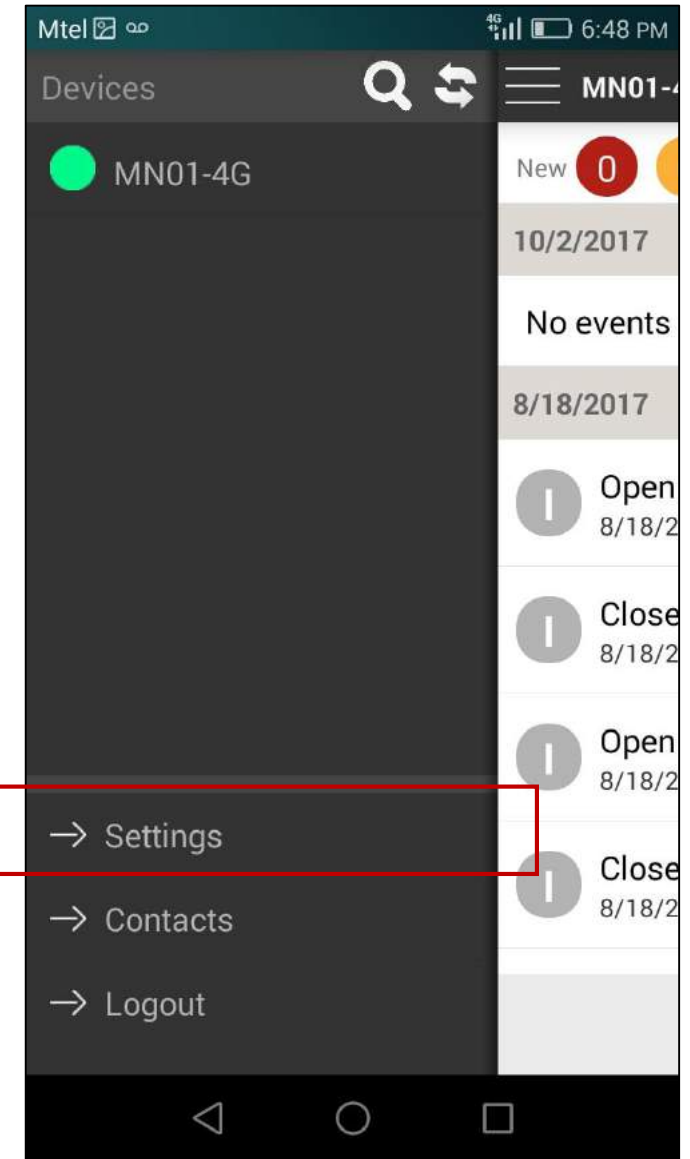 Mtel 4G 6:48 PM
Devices
MN01-4G
Settings
Contacts
Logout
MN01-
New 0
10/2/2017
No events
8/18/2017
I Open
8/18/2
I Close
8/18/2
I Open
8/18/2
I Close
8/18/2